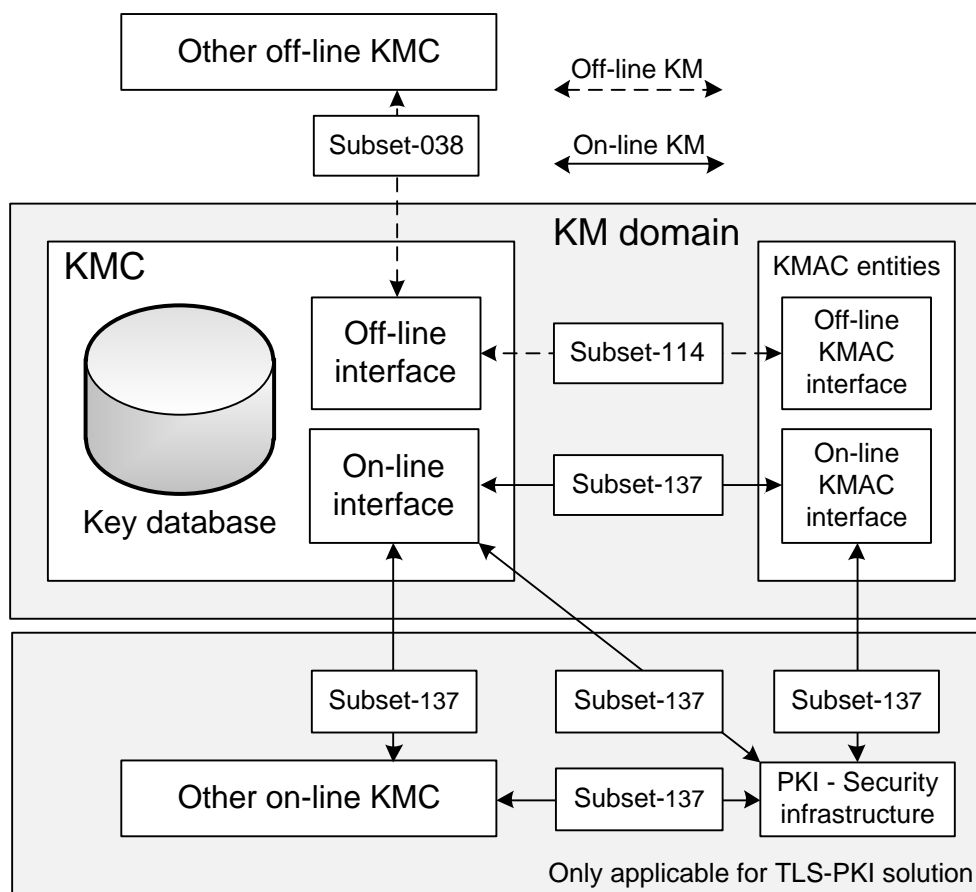 Other off-line KMC
Off-line KM
Subset-038
On-line KM
KM domain
KMC
KMAC entities
Off-line
interface
Subset-114
Off-line
KMAC
interface
Key database
On-line
interface
Subset-137
On-line
KMAC
interface
Subset-137
Subset-137
Subset-137
Other on-line KMC
Subset-137
PKI - Security
infrastructure
Only applicable for TLS-PKI solution